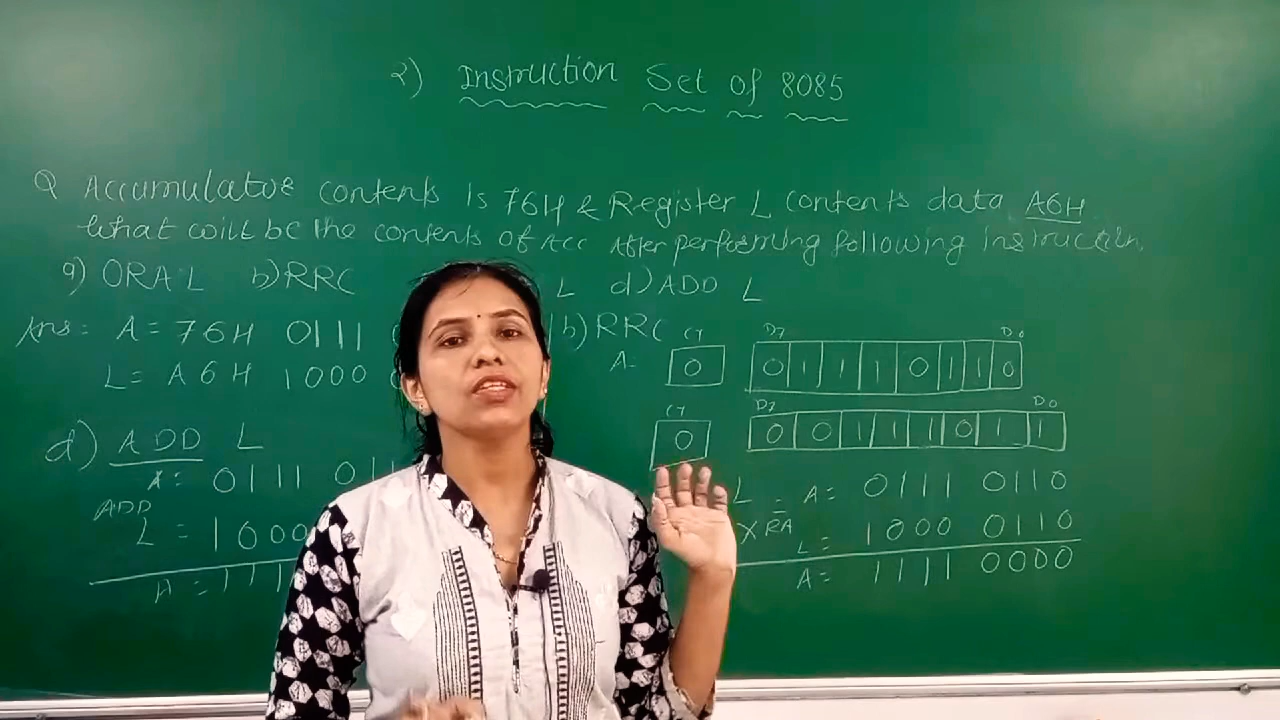 2) Instruction Set of 8085
Q Accumulator contents is 76H & Register L contents data A6H
What will be the contents of Acc After performing following instruction.
a) ORA L b) RRC L d) ADD L
Ans: A = 76H 0111
L = A6H 1000
b) RRC
A= CY 0 D7 0 1 1 1 0 1 1 0 D0
CY 0 D7 0 0 1 1 1 0 1 1 D0
d) ADD L
A: 0111 011
ADD
L = 1000
A = 111
L = A= 0111 0110
XRA L = 1000 0110
A= 1111 0000